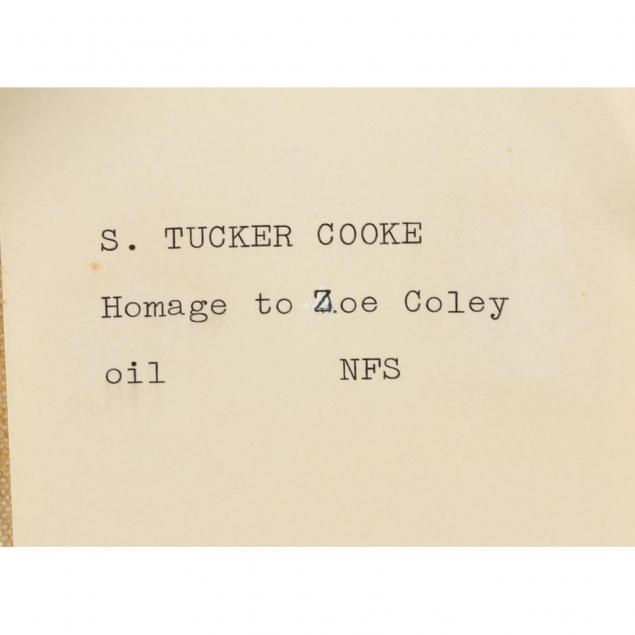 S. TUCKER COOKE
Homage to Zoe Coley
oil NFS